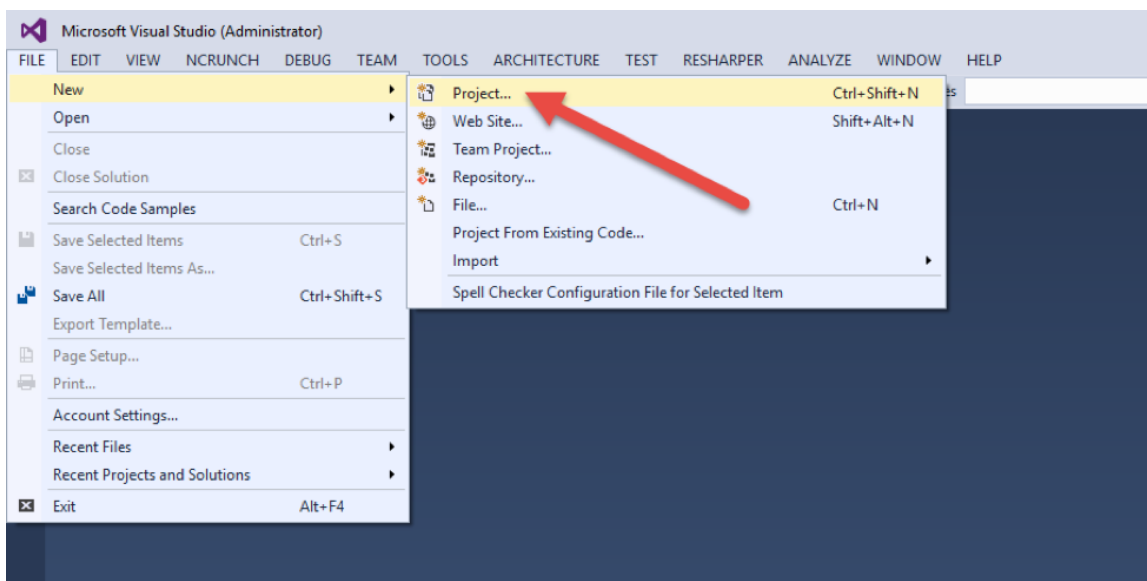 Microsoft Visual Studio (Administrator)
FILE EDIT VIEW NCRUNCH DEBUG TEAM TOOLS ARCHITECTURE TEST RESHARPER ANALYZE WINDOW HELP
New
Open
Close
Close Solution
Search Code Samples
Save Selected Items Ctrl+S
Save Selected Items As...
Save All Ctrl+Shift+S
Export Template...
Page Setup...
Print... Ctrl+P
Account Settings...
Recent Files
Recent Projects and Solutions
Exit Alt+F4
Project... Ctrl+Shift+N
Web Site... Shift+Alt+N
Team Project...
Repository...
File... Ctrl+N
Project From Existing Code...
Import
Spell Checker Configuration File for Selected Item